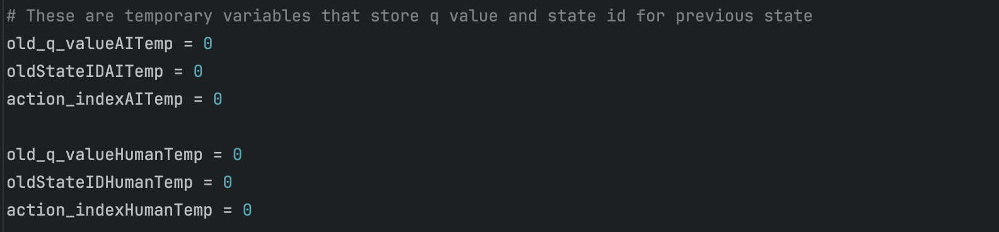 # These are temporary variables that store q value and state id for previous state
old_q_valueAITemp = 0
oldStateIDAITemp = 0
action_indexAITemp = 0
old_q_valueHumanTemp = 0
oldStateIDHumanTemp = 0
action_indexHumanTemp = 0